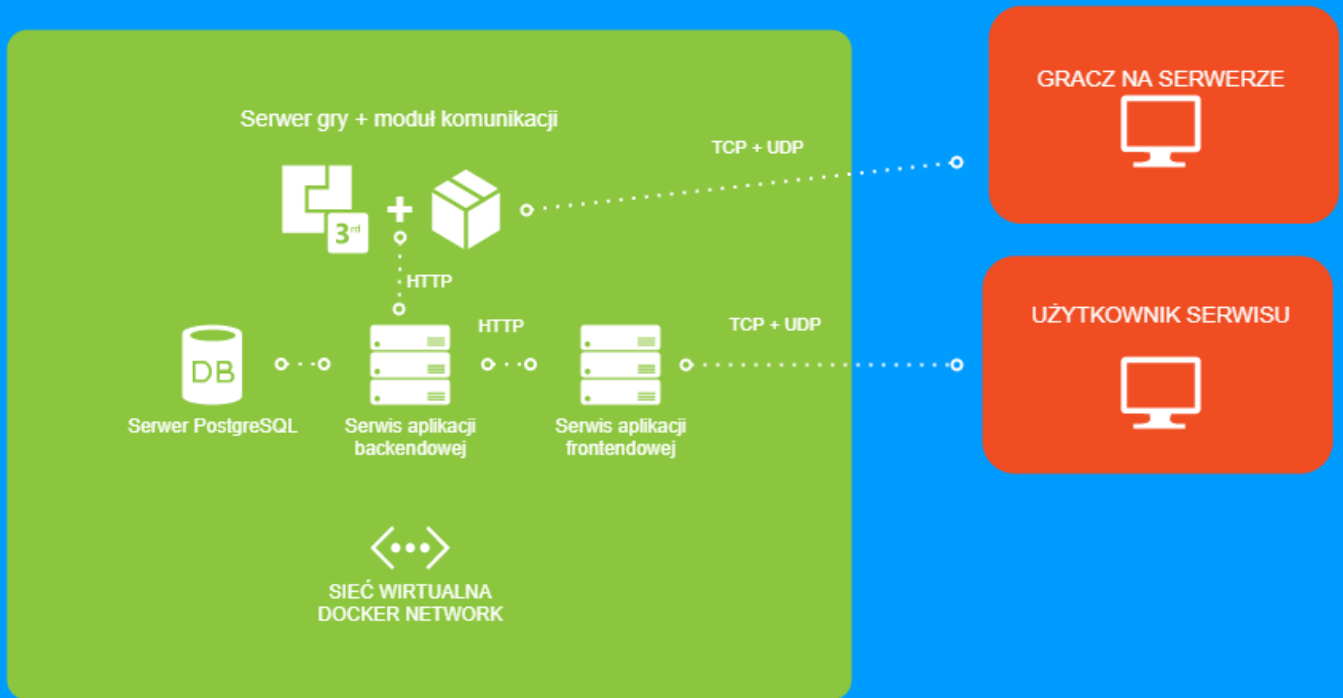 GRACZ NA SERWERZE
Serwer gry + moduł komunikacji
TCP + UDP
3rd
HTTP
UŻYTKOWNIK SERWISU
HTTP
TCP + UDP
DB
Serwer PostgreSQL
Serwis aplikacji
backendowej
Serwis aplikacji
frontendowej
SIEĆ WIRTUALNA
DOCKER NETWORK